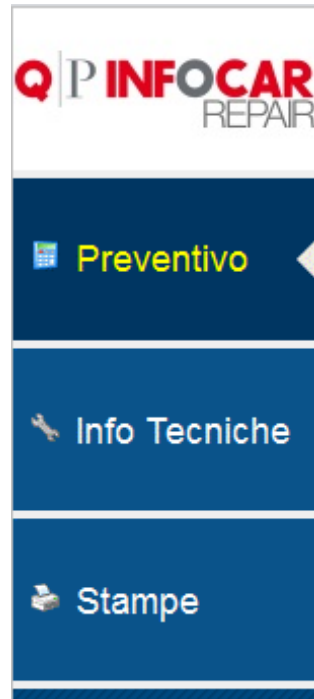 Q|P INFOCAR
REPAIR
Preventivo
Info Tecniche
Stampe